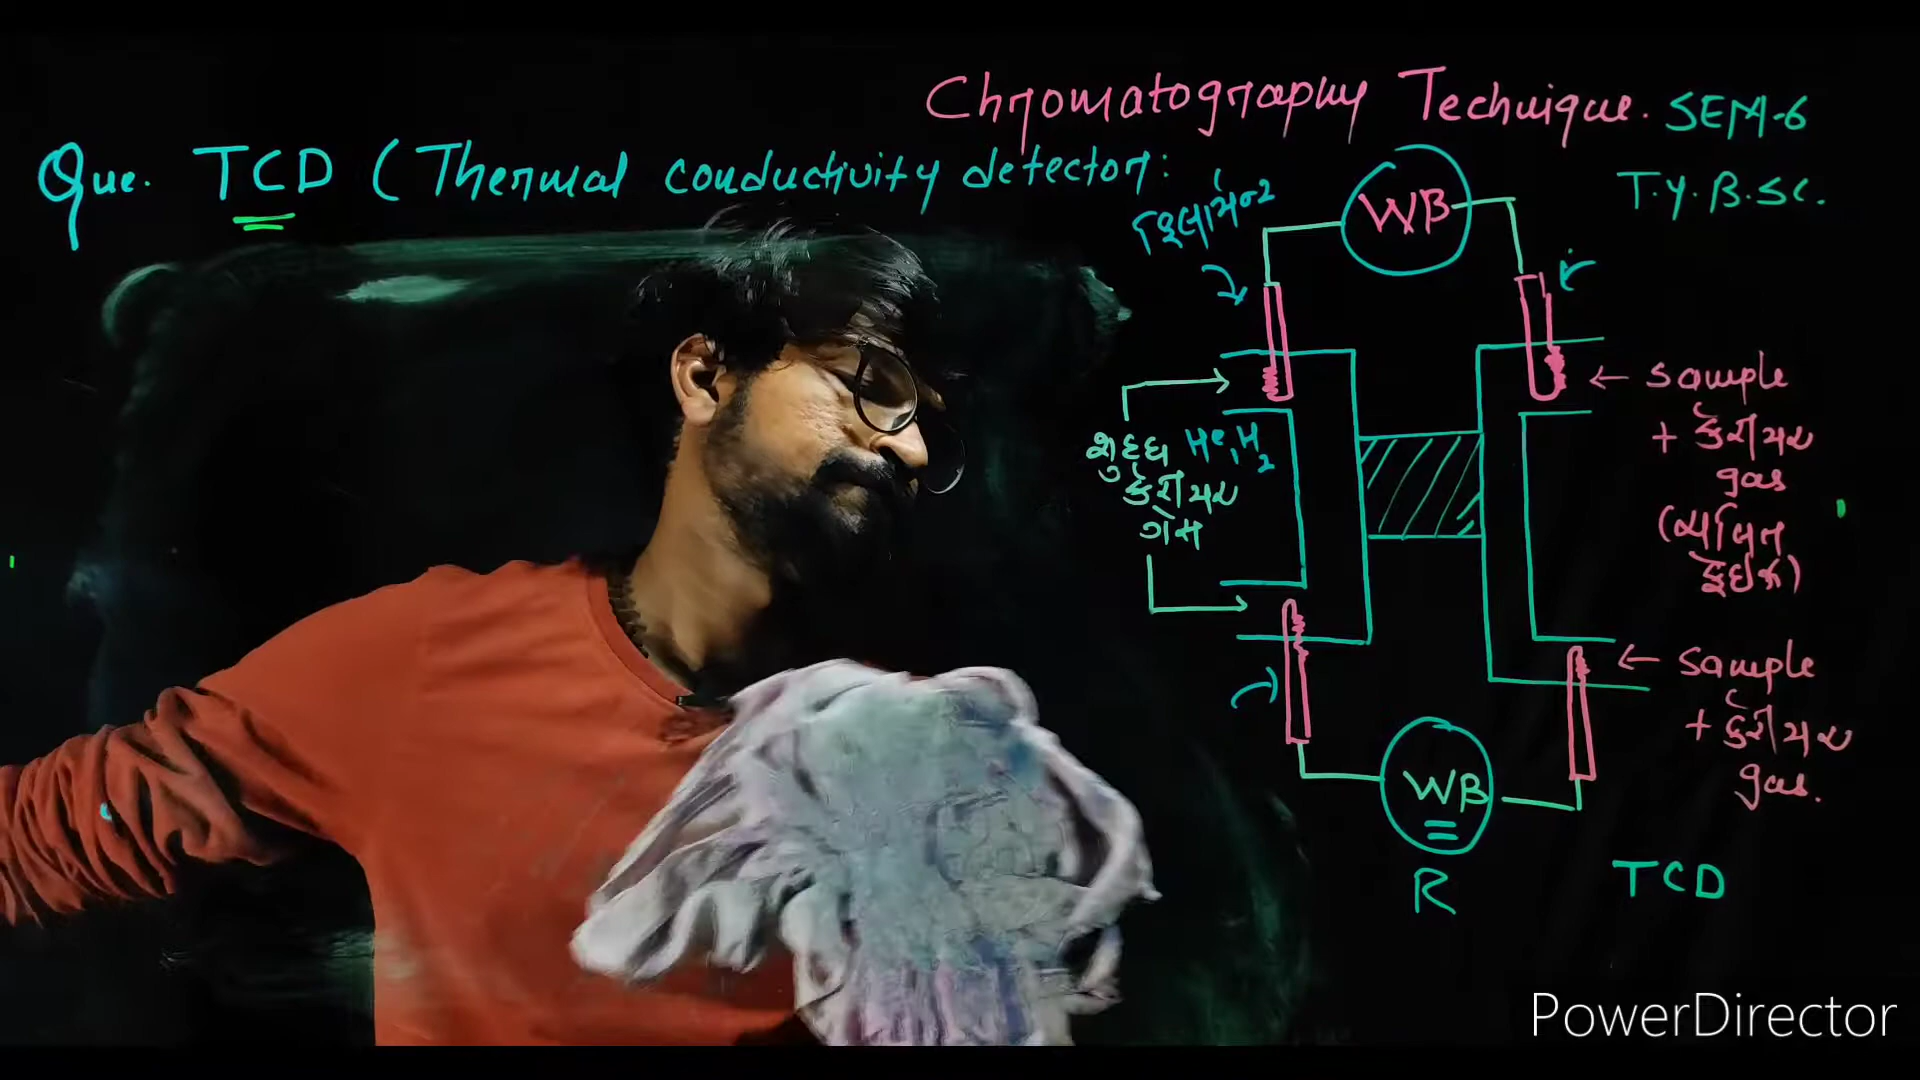 Chromatography Technique. SEM-6
T.Y.B.SC.
Que. TCD (Thermal conductivity detector:
ફિલામેન્ટ
WB
શુદ્ધ
કેરીયર
ગેસ
He, H2
← sample
+ કેરીયર
gas
← sample
+ કેરીયર
gas.
WB
R
TCD
PowerDirector